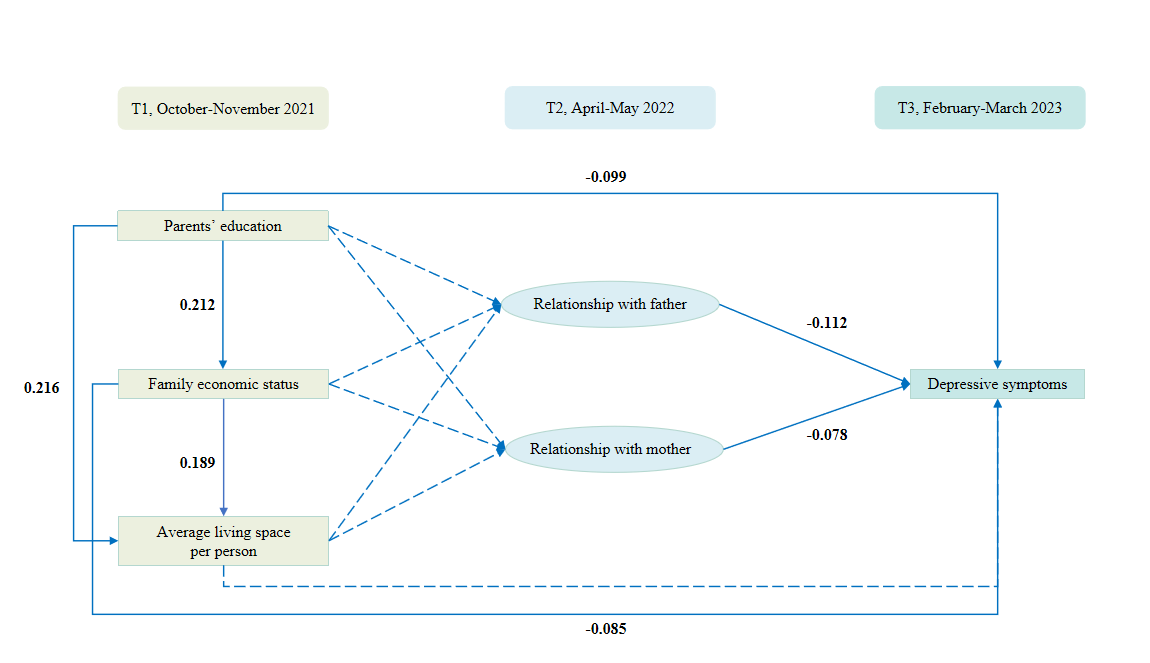 T1, October-November 2021
T2, April-May 2022
T3, February-March 2023
-0.099
Parents’ education
0.212
Relationship with father
-0.112
0.216
Family economic status
Depressive symptoms
-0.078
Relationship with mother
0.189
Average living space
per person
-0.085